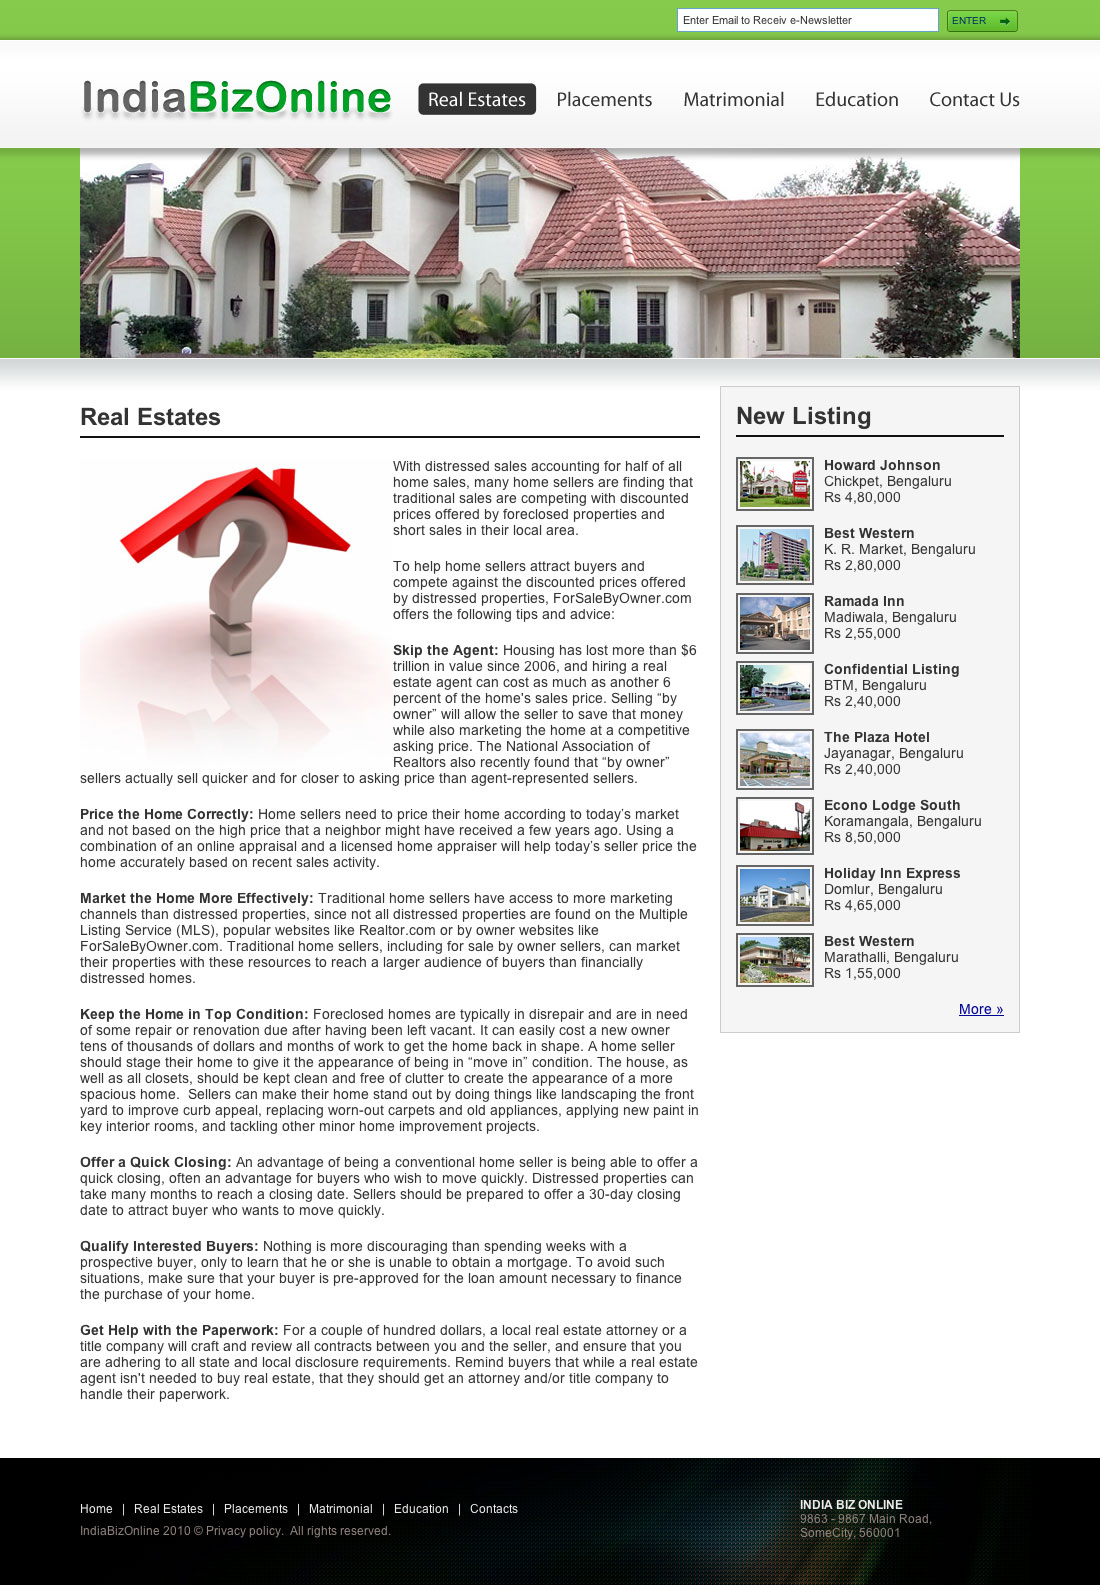 Enter Email to Receiv e-Newsletter
ENTER
IndiaBizOnline
Real Estates
Placements
Matrimonial
Education
Contact Us
Real Estates
With distressed sales accounting for half of all
home sales, many home sellers are finding that
traditional sales are competing with discounted
prices offered by foreclosed properties and
short sales in their local area.
To help home sellers attract buyers and
compete against the discounted prices offered
by distressed properties, ForSaleByOwner.com
offers the following tips and advice:
Skip the Agent: Housing has lost more than $6
trillion in value since 2006, and hiring a real
estate agent can cost as much as another 6
percent of the home's sales price. Selling “by
owner” will allow the seller to save that money
while also marketing the home at a competitive
asking price. The National Association of
Realtors also recently found that “by owner”
sellers actually sell quicker and for closer to asking price than agent-represented sellers.
Price the Home Correctly: Home sellers need to price their home according to today’s market
and not based on the high price that a neighbor might have received a few years ago. Using a
combination of an online appraisal and a licensed home appraiser will help today’s seller price the
home accurately based on recent sales activity.
Market the Home More Effectively: Traditional home sellers have access to more marketing
channels than distressed properties, since not all distressed properties are found on the Multiple
Listing Service (MLS), popular websites like Realtor.com or by owner websites like
ForSaleByOwner.com. Traditional home sellers, including for sale by owner sellers, can market
their properties with these resources to reach a larger audience of buyers than financially
distressed homes.
Keep the Home in Top Condition: Foreclosed homes are typically in disrepair and are in need
of some repair or renovation due after having been left vacant. It can easily cost a new owner
tens of thousands of dollars and months of work to get the home back in shape. A home seller
should stage their home to give it the appearance of being in “move in” condition. The house, as
well as all closets, should be kept clean and free of clutter to create the appearance of a more
spacious home.  Sellers can make their home stand out by doing things like landscaping the front
yard to improve curb appeal, replacing worn-out carpets and old appliances, applying new paint in
key interior rooms, and tackling other minor home improvement projects.
Offer a Quick Closing: An advantage of being a conventional home seller is being able to offer a
quick closing, often an advantage for buyers who wish to move quickly. Distressed properties can
take many months to reach a closing date. Sellers should be prepared to offer a 30-day closing
date to attract buyer who wants to move quickly.
Qualify Interested Buyers: Nothing is more discouraging than spending weeks with a
prospective buyer, only to learn that he or she is unable to obtain a mortgage. To avoid such
situations, make sure that your buyer is pre-approved for the loan amount necessary to finance
the purchase of your home.
Get Help with the Paperwork: For a couple of hundred dollars, a local real estate attorney or a
title company will craft and review all contracts between you and the seller, and ensure that you
are adhering to all state and local disclosure requirements. Remind buyers that while a real estate
agent isn't needed to buy real estate, that they should get an attorney and/or title company to
handle their paperwork.
New Listing
Howard Johnson
Chickpet, Bengaluru
Rs 4,80,000
Best Western
K. R. Market, Bengaluru
Rs 2,80,000
Ramada Inn
Madiwala, Bengaluru
Rs 2,55,000
Confidential Listing
BTM, Bengaluru
Rs 2,40,000
The Plaza Hotel
Jayanagar, Bengaluru
Rs 2,40,000
Econo Lodge South
Koramangala, Bengaluru
Rs 8,50,000
Holiday Inn Express
Domlur, Bengaluru
Rs 4,65,000
Best Western
Marathalli, Bengaluru
Rs 1,55,000
More »
Home | Real Estates | Placements | Matrimonial | Education | Contacts
IndiaBizOnline 2010 © Privacy policy.  All rights reserved.
INDIA BIZ ONLINE
9863 - 9867 Main Road,
SomeCity, 560001